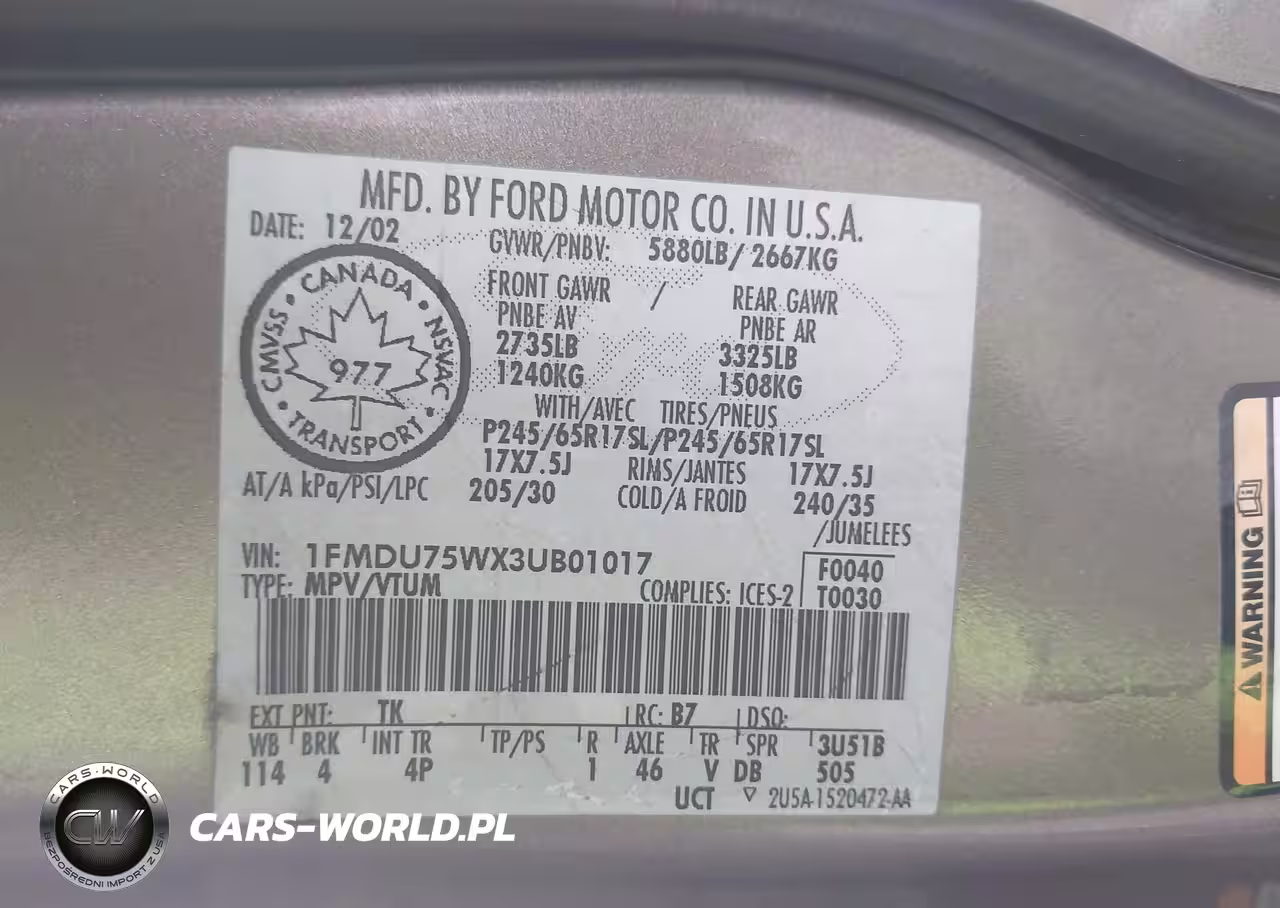 MFD. BY FORD MOTOR CO. IN U.S.A.
DATE: 12/02
GVWR/PNBV: 5880LB/ 2667KG
CANADA • NSVAC • TRANSPORT • CMVSS •
977
FRONT GAWR / REAR GAWR
PNBE AV PNBE AR
2735LB 3325LB
1240KG 1508KG
WITH/AVEC TIRES/PNEUS
P245/65R17SL/P245/65R17SL
17X7.5J RIMS/JANTES 17X7.5J
AT/A kPa/PSI/LPC 205/30 COLD/A FROID 240/35
/JUMELEES
VIN: 1FMDU75WX3UB01017
F0040
TYPE: MPV/VTUM COMPLIES: ICES-2 T0030
EXT PNT: TK RC: B7 DSO:
WB BRK INT TR TP/PS R AXLE TR SPR 3U51B
114 4 4P 1 46 V DB 505
UCT ▽ 2U5A-1520472-AA
WARNING
CARS-WORLD
CW
BEZPOŚREDNI IMPORT Z USA
CARS-WORLD.PL